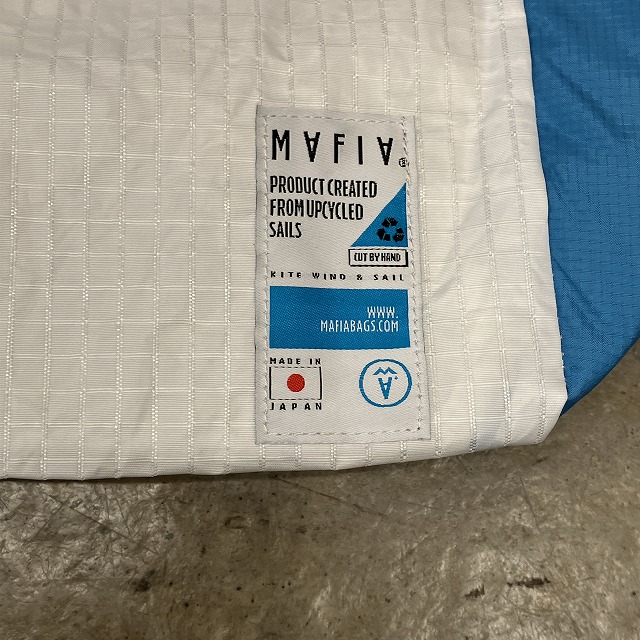 MAFIA®
PRODUCT CREATED
FROM UPCYCLED
SAILS
CUT BY HAND
KITE WIND & SAIL
WWW.
MAFIABAGS.COM
MADE IN
JAPAN